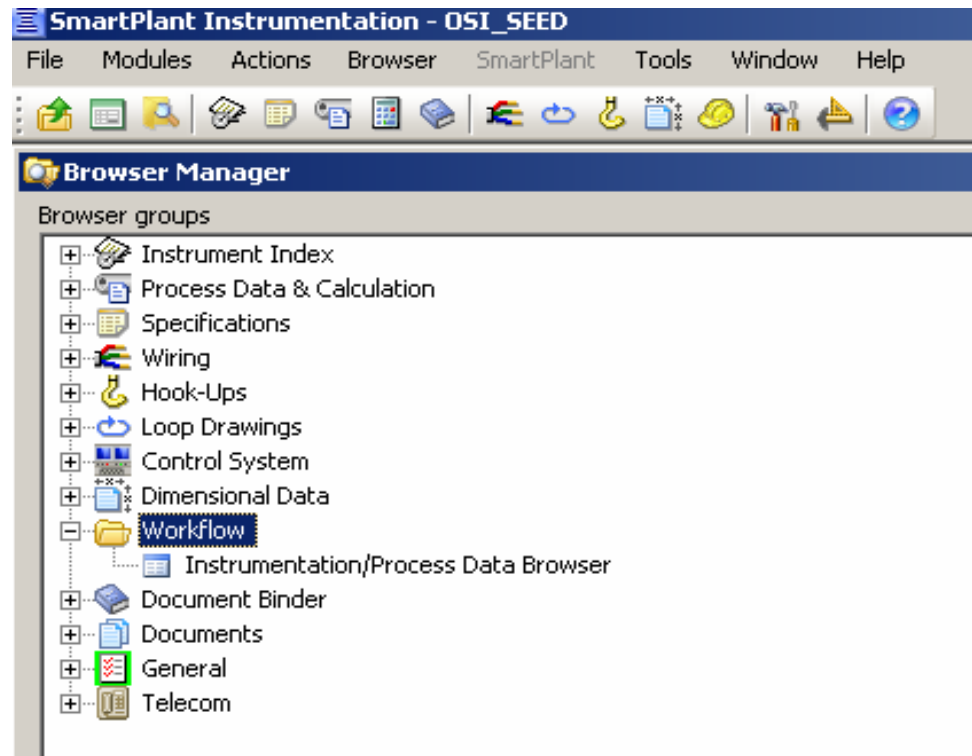 SmartPlant Instrumentation - OSI_SEED
File Modules Actions Browser SmartPlant Tools Window Help
Browser Manager
Browser groups
Instrument Index
Process Data & Calculation
Specifications
Wiring
Hook-Ups
Loop Drawings
Control System
Dimensional Data
Workflow
Instrumentation/Process Data Browser
Document Binder
Documents
General
Telecom